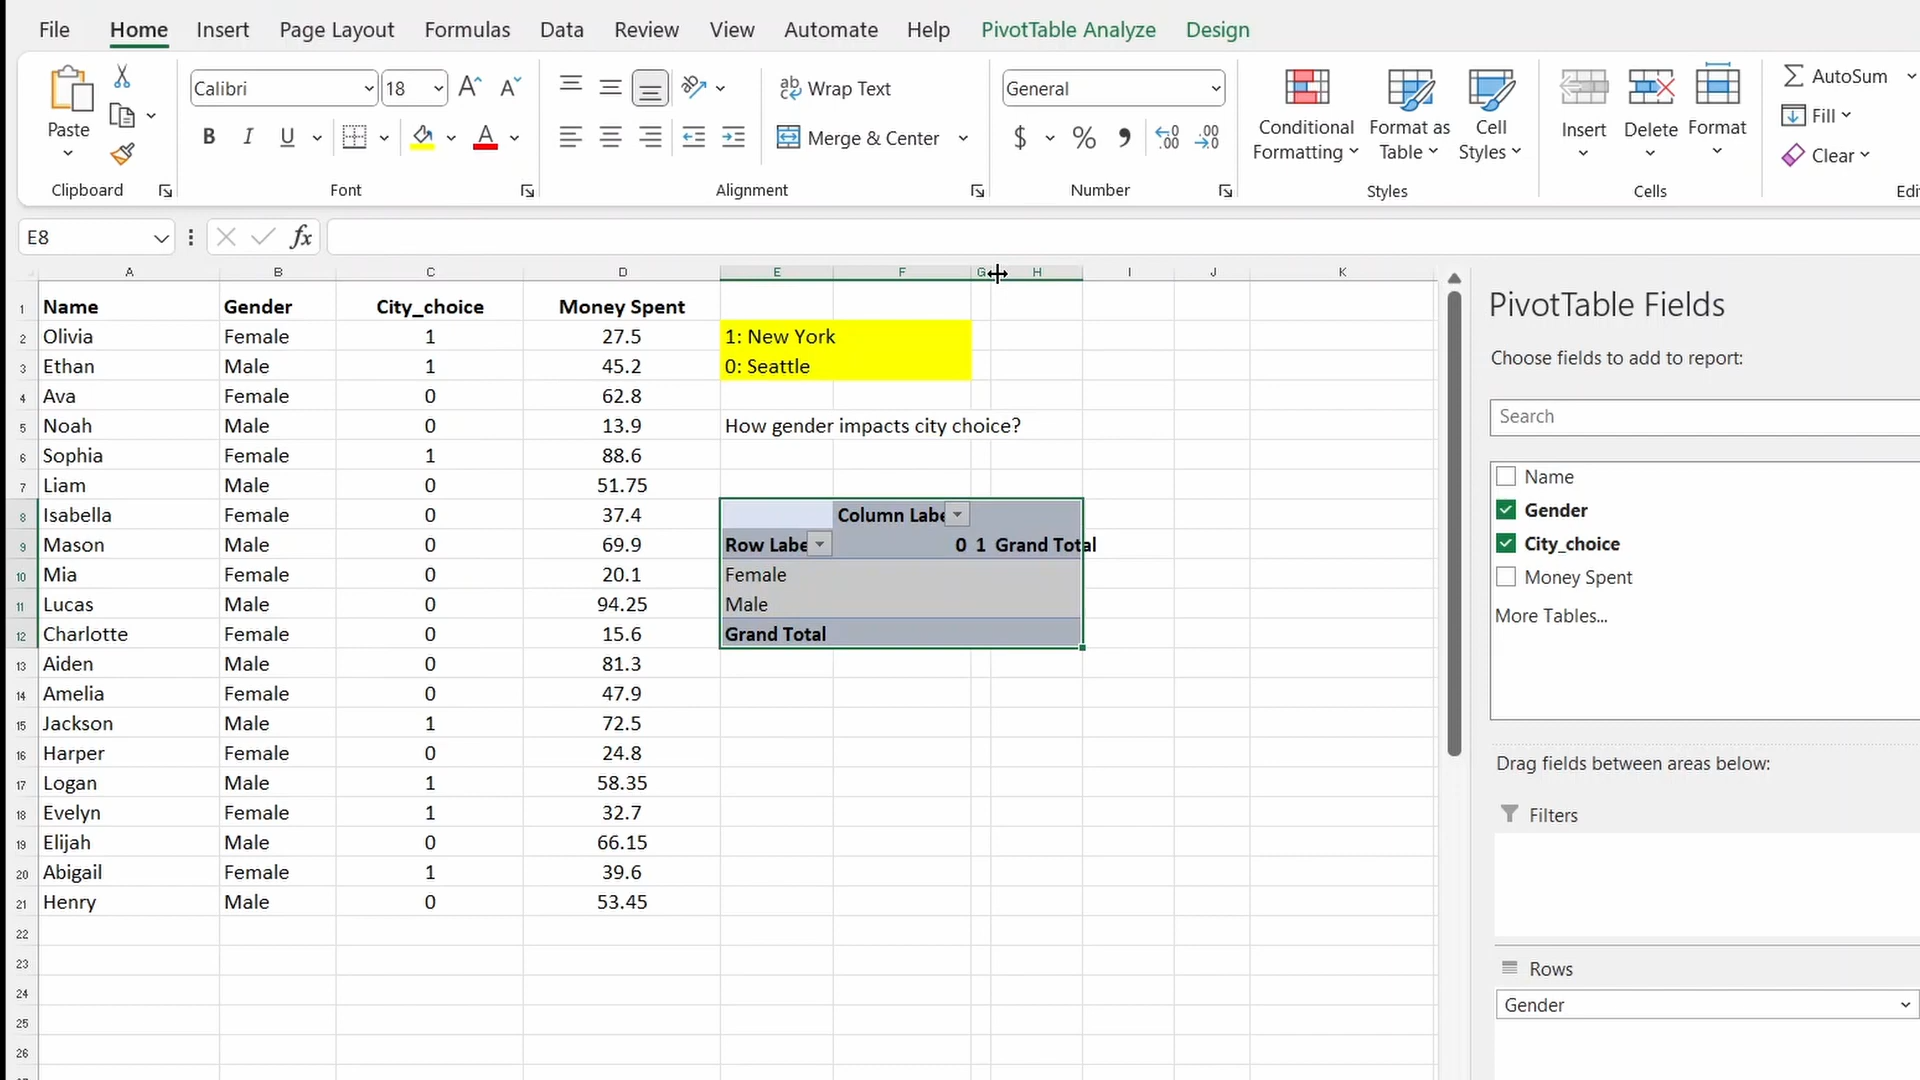 File Home Insert Page Layout Formulas Data Review View Automate Help PivotTable Analyze Design
Calibri 18 Wrap Text General AutoSum
Paste B I U Merge & Center $ % Conditional Formatting Format as Table Cell Styles Insert Delete Format Fill
Clear
Clipboard Font Alignment Number Styles Cells Edi
E8 fx
A B C D E F G H I J K
1 Name Gender City_choice Money Spent
2 Olivia Female 1 27.5 1: New York
3 Ethan Male 1 45.2 0: Seattle
4 Ava Female 0 62.8
5 Noah Male 0 13.9 How gender impacts city choice?
6 Sophia Female 1 88.6
7 Liam Male 0 51.75
8 Isabella Female 0 37.4 Column Labe
9 Mason Male 0 69.9 Row Labe 0 1 Grand Total
10 Mia Female 0 20.1 Female
11 Lucas Male 0 94.25 Male
12 Charlotte Female 0 15.6 Grand Total
13 Aiden Male 0 81.3
14 Amelia Female 0 47.9
15 Jackson Male 1 72.5
16 Harper Female 0 24.8
17 Logan Male 1 58.35
18 Evelyn Female 1 32.7
19 Elijah Male 0 66.15
20 Abigail Female 1 39.6
21 Henry Male 0 53.45
22
23
24
25
26
PivotTable Fields
Choose fields to add to report:
Search
Name
Gender
City_choice
Money Spent
More Tables...
Drag fields between areas below:
Filters
Rows
Gender